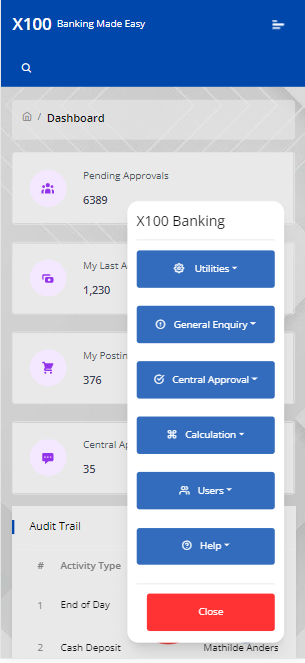 X100 Banking Made Easy
/ Dashboard
Pending Approvals
6389
My Last A
1,230
My Postin
376
Central Ap
35
Audit Trail
# Activity Type
1 End of Day
2 Cash Deposit Mathilde Anders
X100 Banking
Utilities
General Enquiry
Central Approval
Calculation
Users
Help
Close